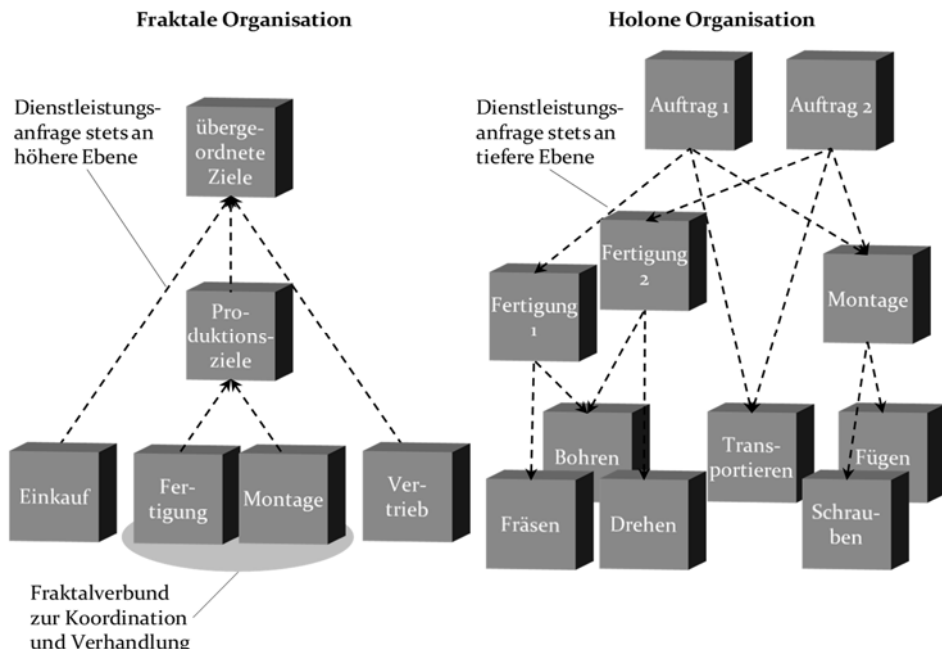 Fraktale Organisation
Dienstleistungs-
anfrage stets an
höhere Ebene
überge-
ordnete
Ziele
Pro-
duktions-
ziele
Einkauf
Fer-
tigung
Montage
Ver-
trieb
Fraktalverbund
zur Koordination
und Verhandlung
Holone Organisation
Auftrag 1
Auftrag 2
Dienstleistungs-
anfrage stets an
tiefere Ebene
Fertigung
1
Fertigung
2
Montage
Bohren
Trans-
portieren
Fügen
Fräsen
Drehen
Schrau-
ben